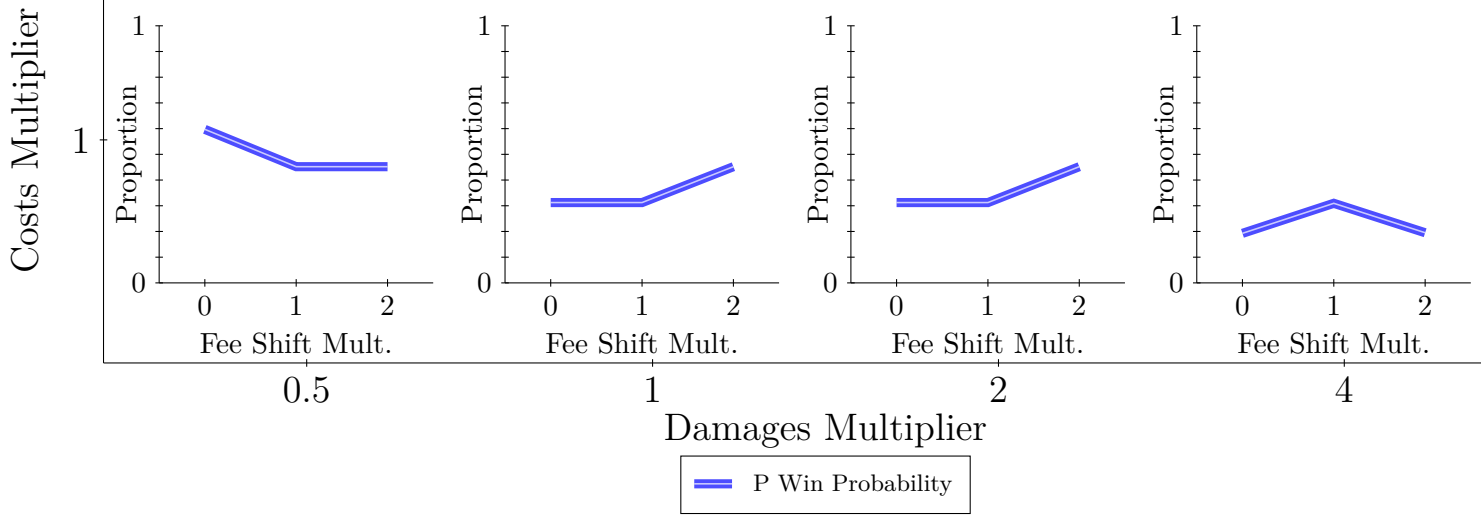 Costs Multiplier
1
1
Proportion
0
0 1 2
Fee Shift Mult.
1
Proportion
0
0 1 2
Fee Shift Mult.
1
Proportion
0
0 1 2
Fee Shift Mult.
1
Proportion
0
0 1 2
Fee Shift Mult.
0.5 1 2 4
Damages Multiplier
P Win Probability